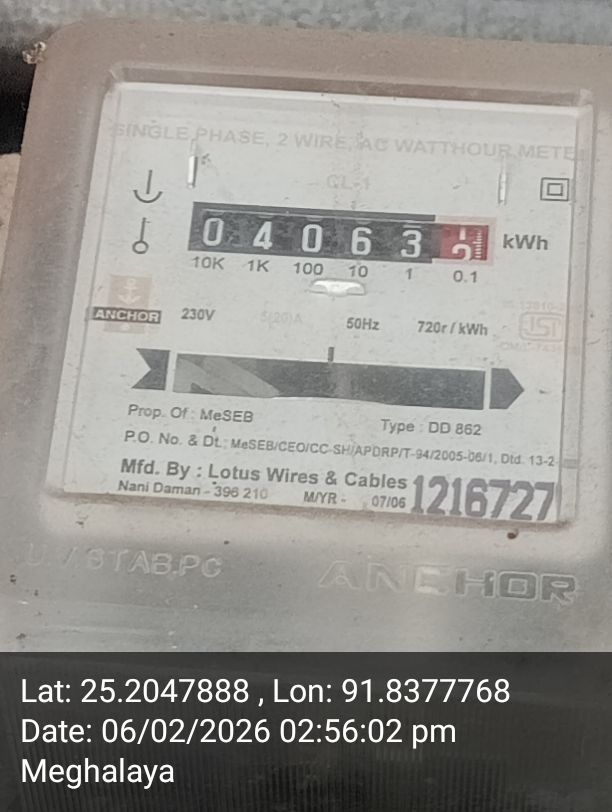 SINGLE PHASE, 2 WIRE, AC WATTHOUR METE
CL-1
0 4 0 6 3 kWh
10K 1K 100 10 1 0.1
ANCHOR 230V 5(20)A 50Hz 720r / kWh
ISI
Prop. Of : MeSEB Type : DD 862
P.O. No. & Dt.: MeSEB/CEO/CC-SH/APDRP/T-94/2005-06/1, Dtd. 13-2-
Mfd. By : Lotus Wires & Cables
Nani Daman - 396 210 M/YR - 07/06 1216727
ANCHOR
Lat: 25.2047888 , Lon: 91.8377768
Date: 06/02/2026 02:56:02 pm
Meghalaya